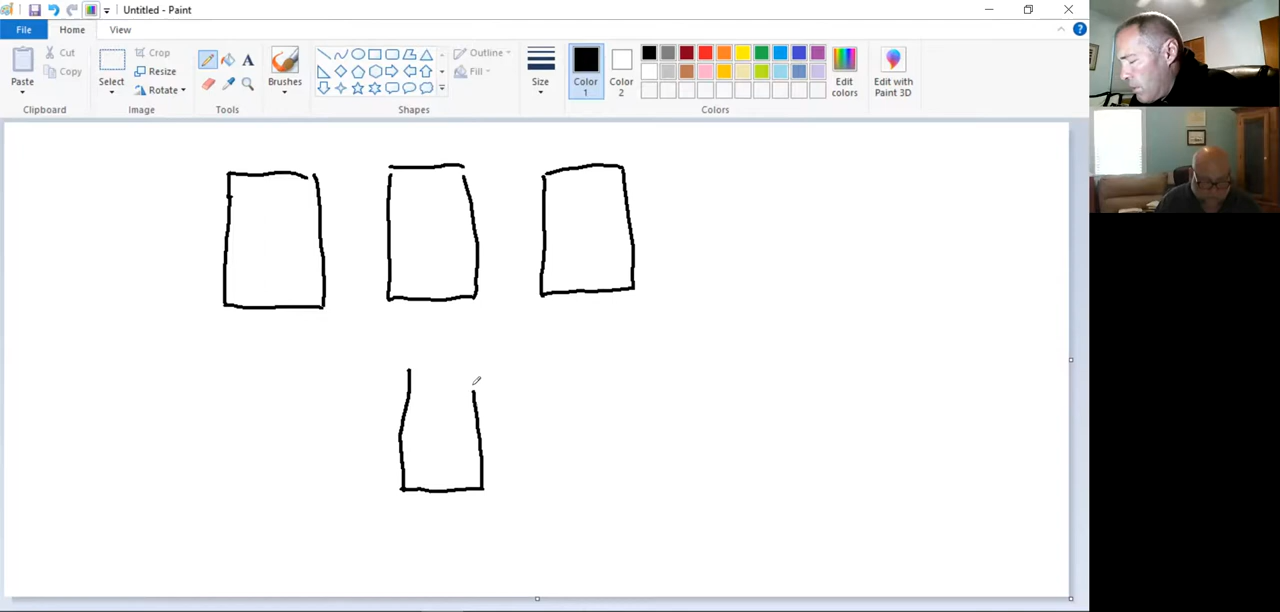 Untitled - Paint
File
Home
View
Paste
Cut
Copy
Clipboard
Select
Crop
Resize
Rotate
Image
A
Tools
Brushes
Shapes
Outline
Fill
Size
Color
1
Color
2
Edit
colors
Colors
Edit with
Paint 3D